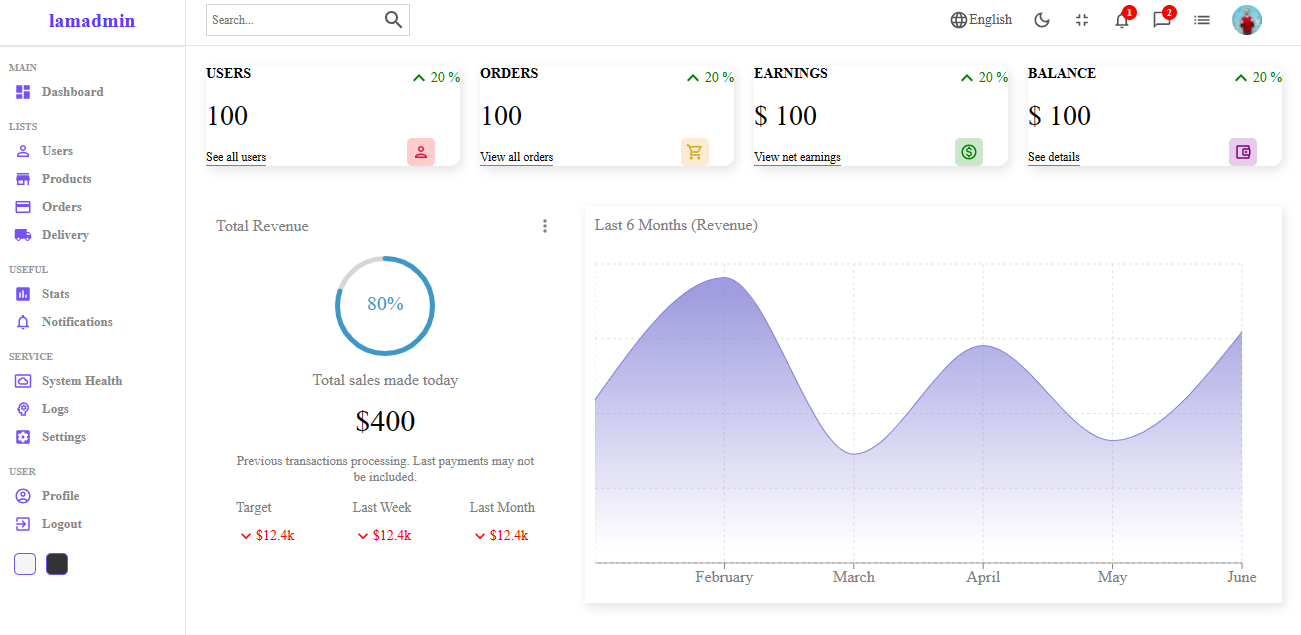 lamadmin
Search...
English
1
2
MAIN
Dashboard
LISTS
Users
Products
Orders
Delivery
USEFUL
Stats
Notifications
SERVICE
System Health
Logs
Settings
USER
Profile
Logout
USERS
20 %
100
See all users
ORDERS
20 %
100
View all orders
EARNINGS
20 %
$ 100
View net earnings
BALANCE
20 %
$ 100
See details
Total Revenue
80%
Total sales made today
$400
Previous transactions processing. Last payments may not
be included.
Target
$12.4k
Last Week
$12.4k
Last Month
$12.4k
Last 6 Months (Revenue)
February
March
April
May
June